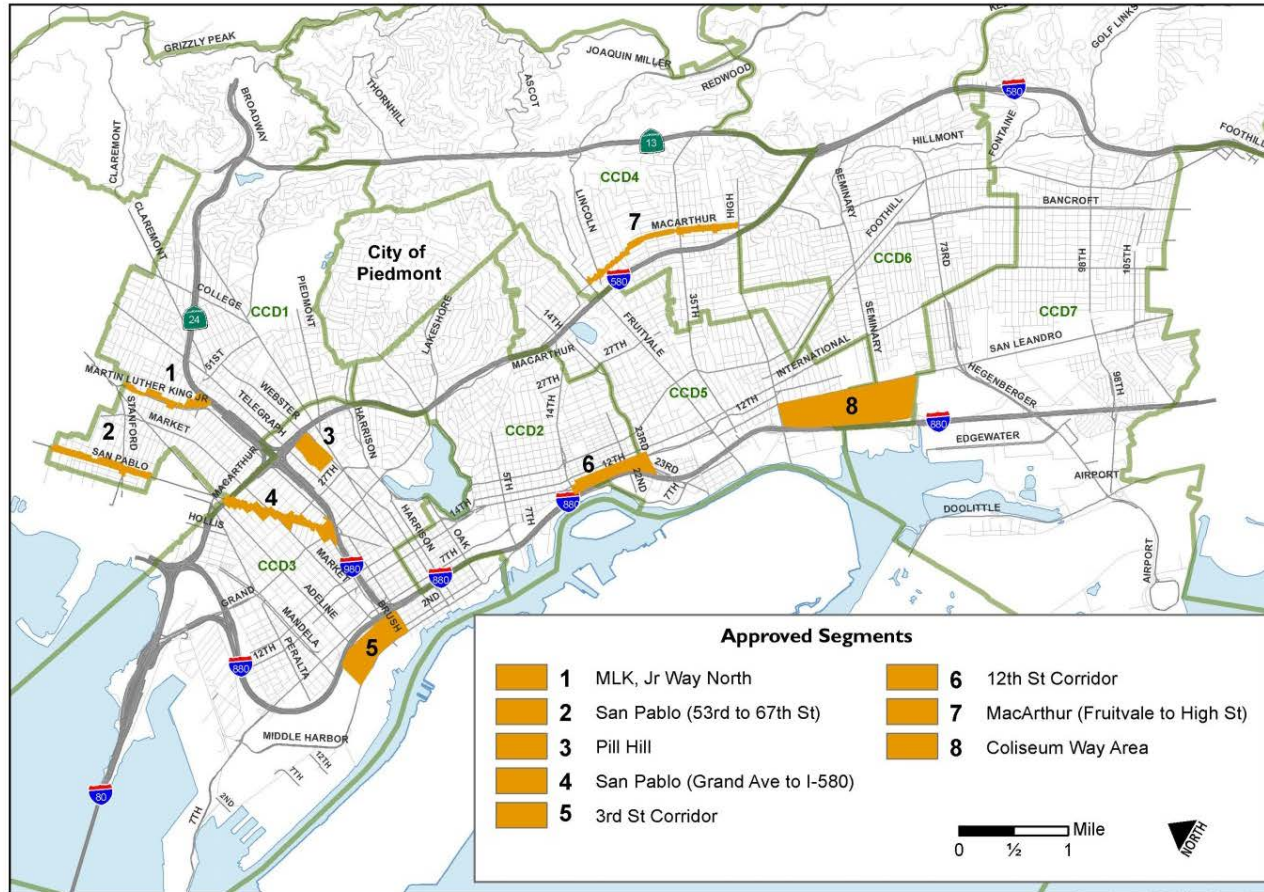 GRIZZLY PEAK
JOAQUIN MILLER
GOLF LINKS
REDWOOD
ASCOT
THORNHILL
BROADWAY
CLAREMONT
580
FONTAINE
HILLMONT
FOOTHILL
13
CCD4
LINCOLN
7
MACARTHUR
HIGH
SEMINARY
FOOTHILL
BANCROFT
CLAREMONT
City of
Piedmont
CCD6
73RD
98TH
105TH
580
COLLEGE
CCD1
PIEDMONT
LAKESHORE
24
14TH
35TH
CCD7
51ST
MACARTHUR
FRUITVALE
27TH
INTERNATIONAL
SEMINARY
SAN LEANDRO
1
MARTIN LUTHER KING JR
WEBSTER
TELEGRAPH
HARRISON
27TH
14TH
CCD5
12TH
HEGENBERGER
98TH
STANFORD
MARKET
2
SAN PABLO
3
27TH
CCD2
23RD
8
880
EDGEWATER
MACARTHUR
6
12TH
23RD
22ND
7TH
AIRPORT
4
HOLLIS
5TH
7TH
14TH
880
DOOLITTLE
HARRISON
OAK
7TH
980
MARKET
880
2ND
AIRPORT
CCD3
GRAND
ADELINE
MANDELA
PERALTA
BRUSH
12TH
880
5
MIDDLE HARBOR
12TH
7TH
2ND
7TH
80
Approved Segments
1 MLK, Jr Way North
2 San Pablo (53rd to 67th St)
3 Pill Hill
4 San Pablo (Grand Ave to I-580)
5 3rd St Corridor
6 12th St Corridor
7 MacArthur (Fruitvale to High St)
8 Coliseum Way Area
Mile
0 ½ 1
NORTH